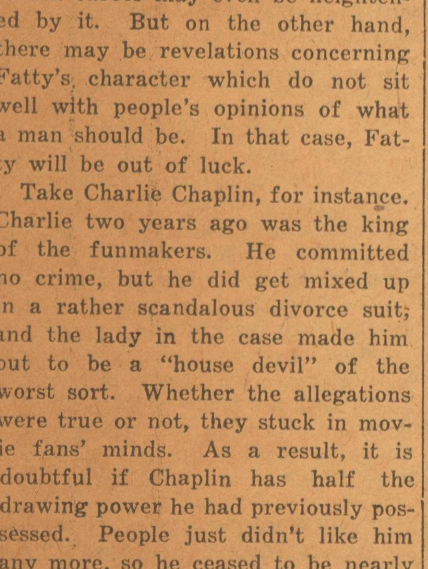 ed by it. But on the other hand,
there may be revelations concerning
Fatty's character which do not sit
well with people's opinions of what
a man should be. In that case, Fat-
ty will be out of luck.
Take Charlie Chaplin, for instance.
Charlie two years ago was the king
of the funmakers. He committed
no crime, but he did get mixed up
in a rather scandalous divorce suit;
and the lady in the case made him
out to be a "house devil" of the
worst sort. Whether the allegations
were true or not, they stuck in mov-
ie fans' minds. As a result, it is
doubtful if Chaplin has half the
drawing power he had previously pos-
sessed. People just didn't like him
any more, so he ceased to be nearly